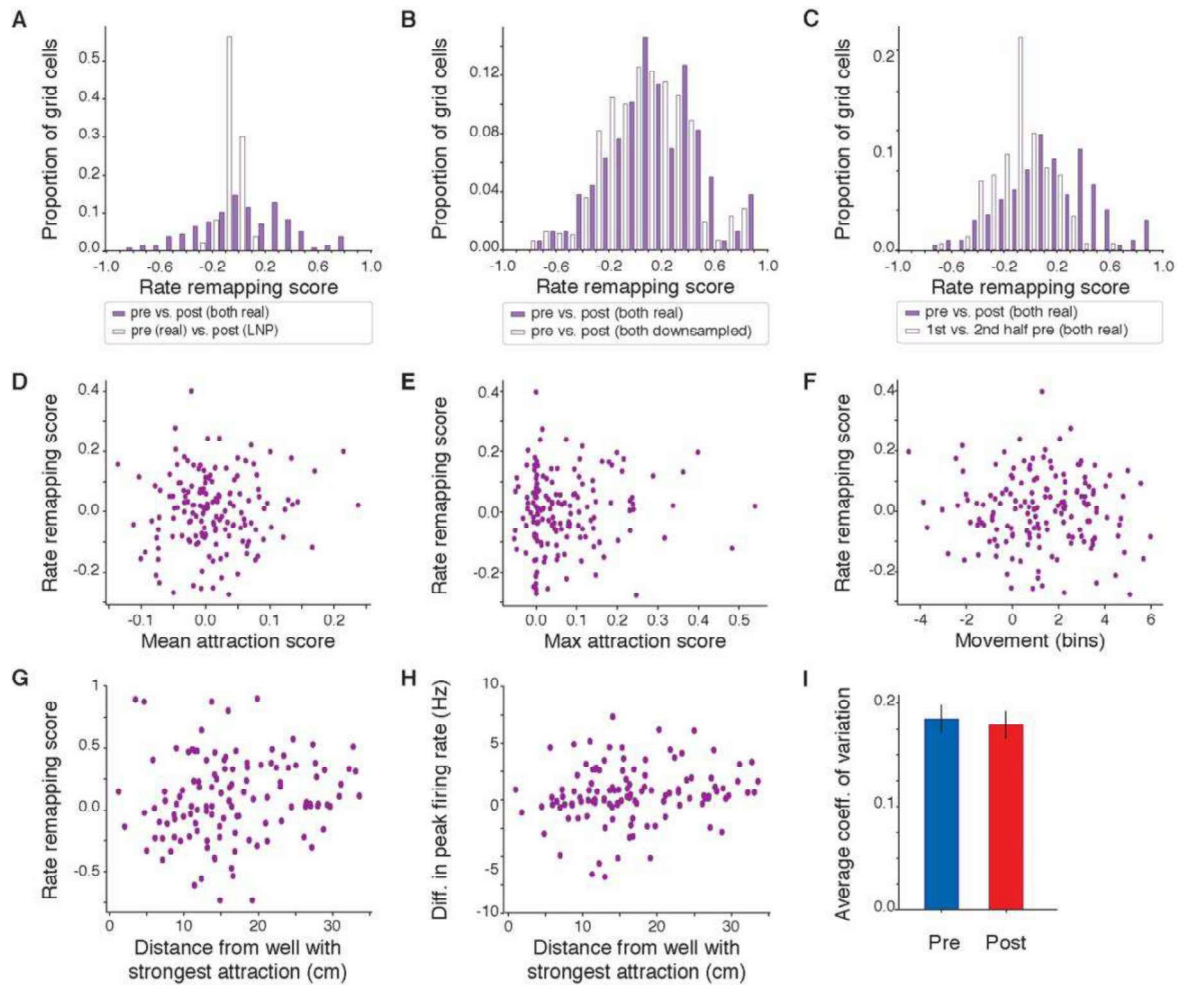 A
Proportion of grid cells
0.5
0.4
0.3
0.2
0.1
0.0
-1.0
-0.2
0.2
0.6
1.0
Rate remapping score
pre vs. post (both real)
pre (real) vs. post (LNP)
B
Proportion of grid cells
0.12
0.08
0.04
0.00
-1.0
-0.6
-0.2
0.2
0.6
1.0
Rate remapping score
pre vs. post (both real)
pre vs. post (both downsampled)
C
Proportion of grid cells
0.2
0.1
0.0
-1.0
-0.6
-0.2
0.2
0.6
1.0
Rate remapping score
pre vs. post (both real)
1st vs. 2nd half pre (both real)
D
Rate remapping score
0.4
0.2
0.0
-0.2
-0.1
0.0
0.1
0.2
Mean attraction score
E
Rate remapping score
0.4
0.2
0.0
-0.2
0.0
0.1
0.2
0.3
0.4
0.5
Max attraction score
F
Rate remapping score
0.4
0.2
0.0
-0.2
-4
-2
0
2
4
6
Movement (bins)
G
Rate remapping score
1
0.5
0.0
-0.5
0
10
20
30
Distance from well with
strongest attraction (cm)
H
Diff. in peak firing rate (Hz)
10
5
0
-5
-10
0
10
20
30
Distance from well with
strongest attraction (cm)
I
Average coeff. of variation
0.2
0.1
0.0
Pre
Post